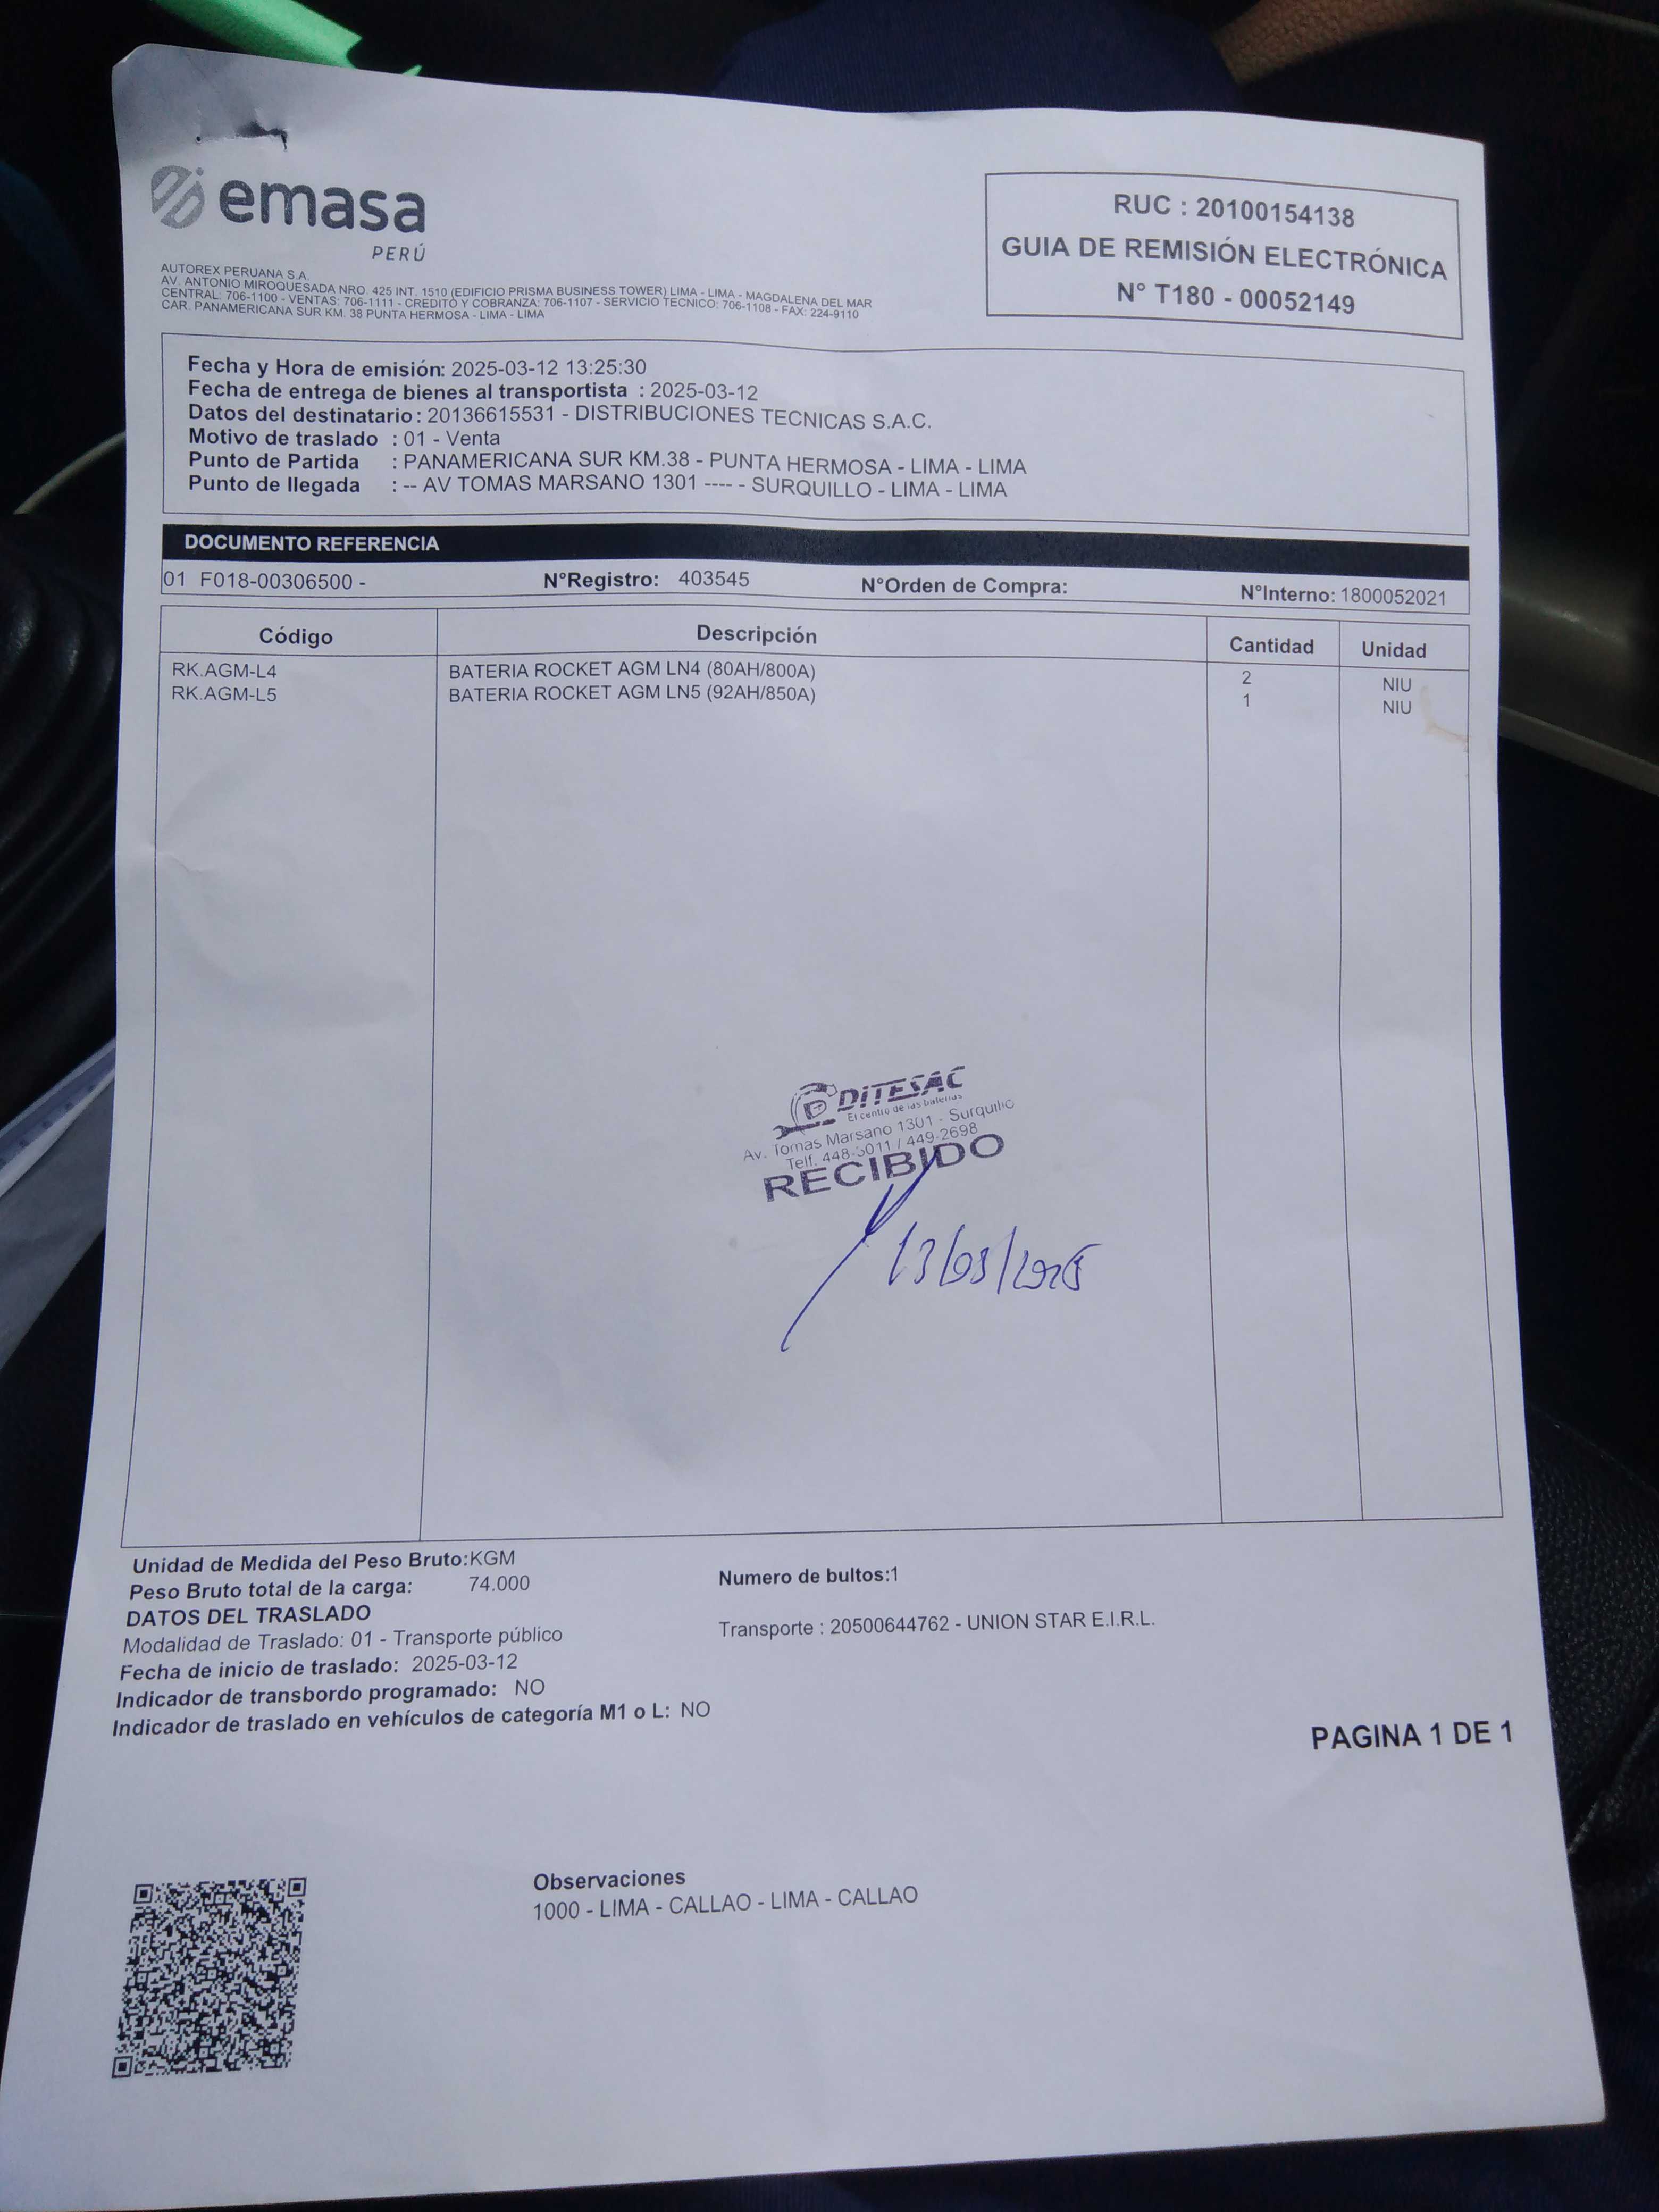 emasa
PERÚ
AUTOREX PERUANA S.A.
AV. ANTONIO MIROQUESADA NRO. 425 INT. 1510 (EDIFICIO PRISMA BUSINESS TOWER) LIMA - LIMA - MAGDALENA DEL MAR
CENTRAL: 706-1100 - VENTAS: 706-1111 - CREDITO Y COBRANZA: 706-1107 - SERVICIO TECNICO: 706-1108 - FAX: 224-9110
CAR. PANAMERICANA SUR KM. 38 PUNTA HERMOSA - LIMA - LIMA
RUC : 20100154138
GUIA DE REMISIÓN ELECTRÓNICA
N° T180 - 00052149
Fecha y Hora de emisión: 2025-03-12 13:25:30
Fecha de entrega de bienes al transportista : 2025-03-12
Datos del destinatario: 20136615531 - DISTRIBUCIONES TECNICAS S.A.C.
Motivo de traslado : 01 - Venta
Punto de Partida : PANAMERICANA SUR KM.38 - PUNTA HERMOSA - LIMA - LIMA
Punto de llegada : -- AV TOMAS MARSANO 1301 ---- - SURQUILLO - LIMA - LIMA
DOCUMENTO REFERENCIA
01 F018-00306500 - N°Registro: 403545 N°Orden de Compra: N°Interno: 1800052021
Código Descripción Cantidad Unidad
RK.AGM-L4 BATERIA ROCKET AGM LN4 (80AH/800A) 2 NIU
RK.AGM-L5 BATERIA ROCKET AGM LN5 (92AH/850A) 1 NIU
DITESAC
El centro de las baterias
Av. Tomas Marsano 1301 - Surquillo
Telf. 448-5011 / 449-2698
RECIBIDO
13/03/2025
Unidad de Medida del Peso Bruto:KGM
Peso Bruto total de la carga: 74.000 Numero de bultos:1
DATOS DEL TRASLADO
Modalidad de Traslado: 01 - Transporte público Transporte : 20500644762 - UNION STAR E.I.R.L.
Fecha de inicio de traslado: 2025-03-12
Indicador de transbordo programado: NO
Indicador de traslado en vehículos de categoría M1 o L: NO
PAGINA 1 DE 1
Observaciones
1000 - LIMA - CALLAO - LIMA - CALLAO